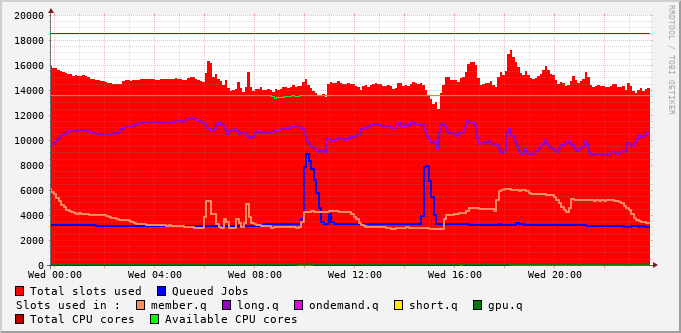 RRDTOOL / TOBI OETIKER
20000
18000
16000
14000
12000
10000
8000
6000
4000
2000
0
Wed 00:00 Wed 04:00 Wed 08:00 Wed 12:00 Wed 16:00 Wed 20:00
Total slots used Queued Jobs
Slots used in : member.q long.q ondemand.q short.q gpu.q
Total CPU cores Available CPU cores